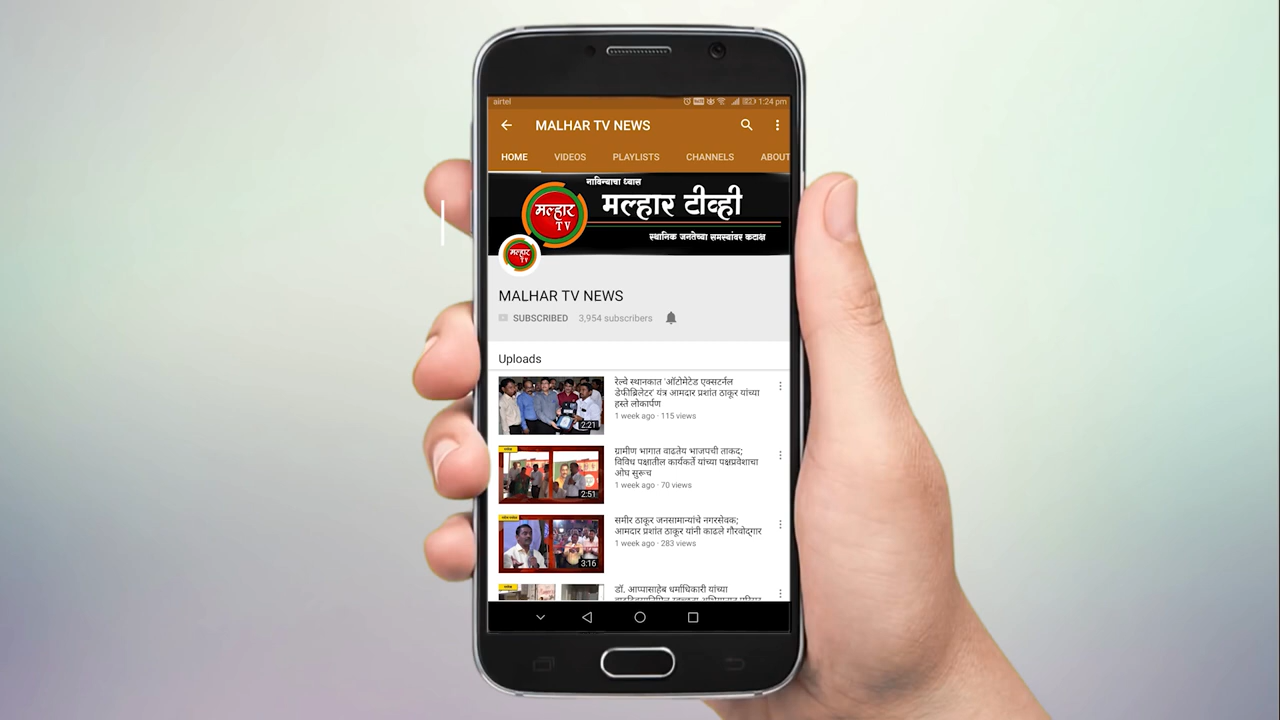 airtel
1:24 pm
MALHAR TV NEWS
HOME VIDEOS PLAYLISTS CHANNELS ABOUT
नाविन्याचा ध्यास
मल्हार टीव्ही
मल्हार
TV
स्थानिक जनतेच्या समस्यांवर कटाक्ष
मल्हार
TV
MALHAR TV NEWS
SUBSCRIBED 3,954 subscribers
Uploads
रेल्वे स्थानकात 'ऑटोमेटेड एक्सटर्नल
डेफीब्रिलेटर' यंत्र आमदार प्रशांत ठाकूर यांच्या
हस्ते लोकार्पण
1 week ago · 115 views
2:21
ग्रामीण भागात वाढतेय भाजपची ताकद;
विविध पक्षातील कार्यकर्ते यांच्या पक्षप्रवेशाचा
ओघ सुरूच
1 week ago · 70 views
2:51
समीर ठाकूर जनसामान्यांचे नगरसेवक;
आमदार प्रशांत ठाकूर यांनी काढले गौरवोद्‌गार
1 week ago · 283 views
3:16
डॉ. आप्पासाहेब धर्माधिकारी यांच्या